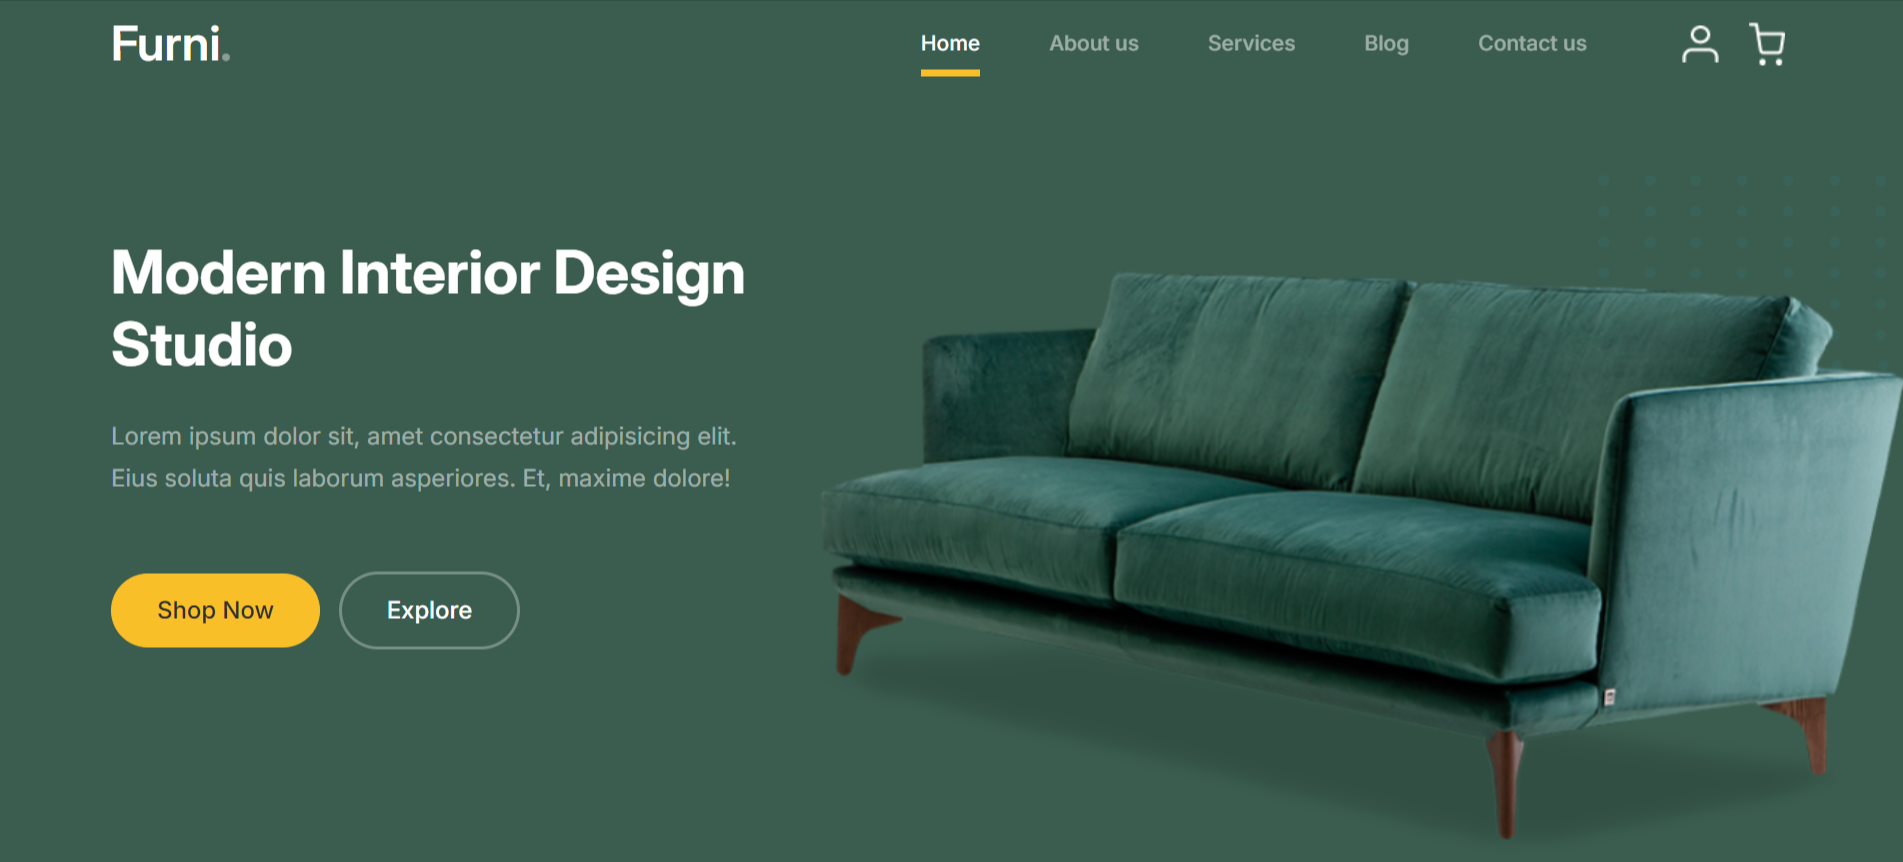 Furni.
Home
About us
Services
Blog
Contact us
Modern Interior Design
Studio
Lorem ipsum dolor sit, amet consectetur adipisicing elit.
Eius soluta quis laborum asperiores. Et, maxime dolore!
Shop Now
Explore